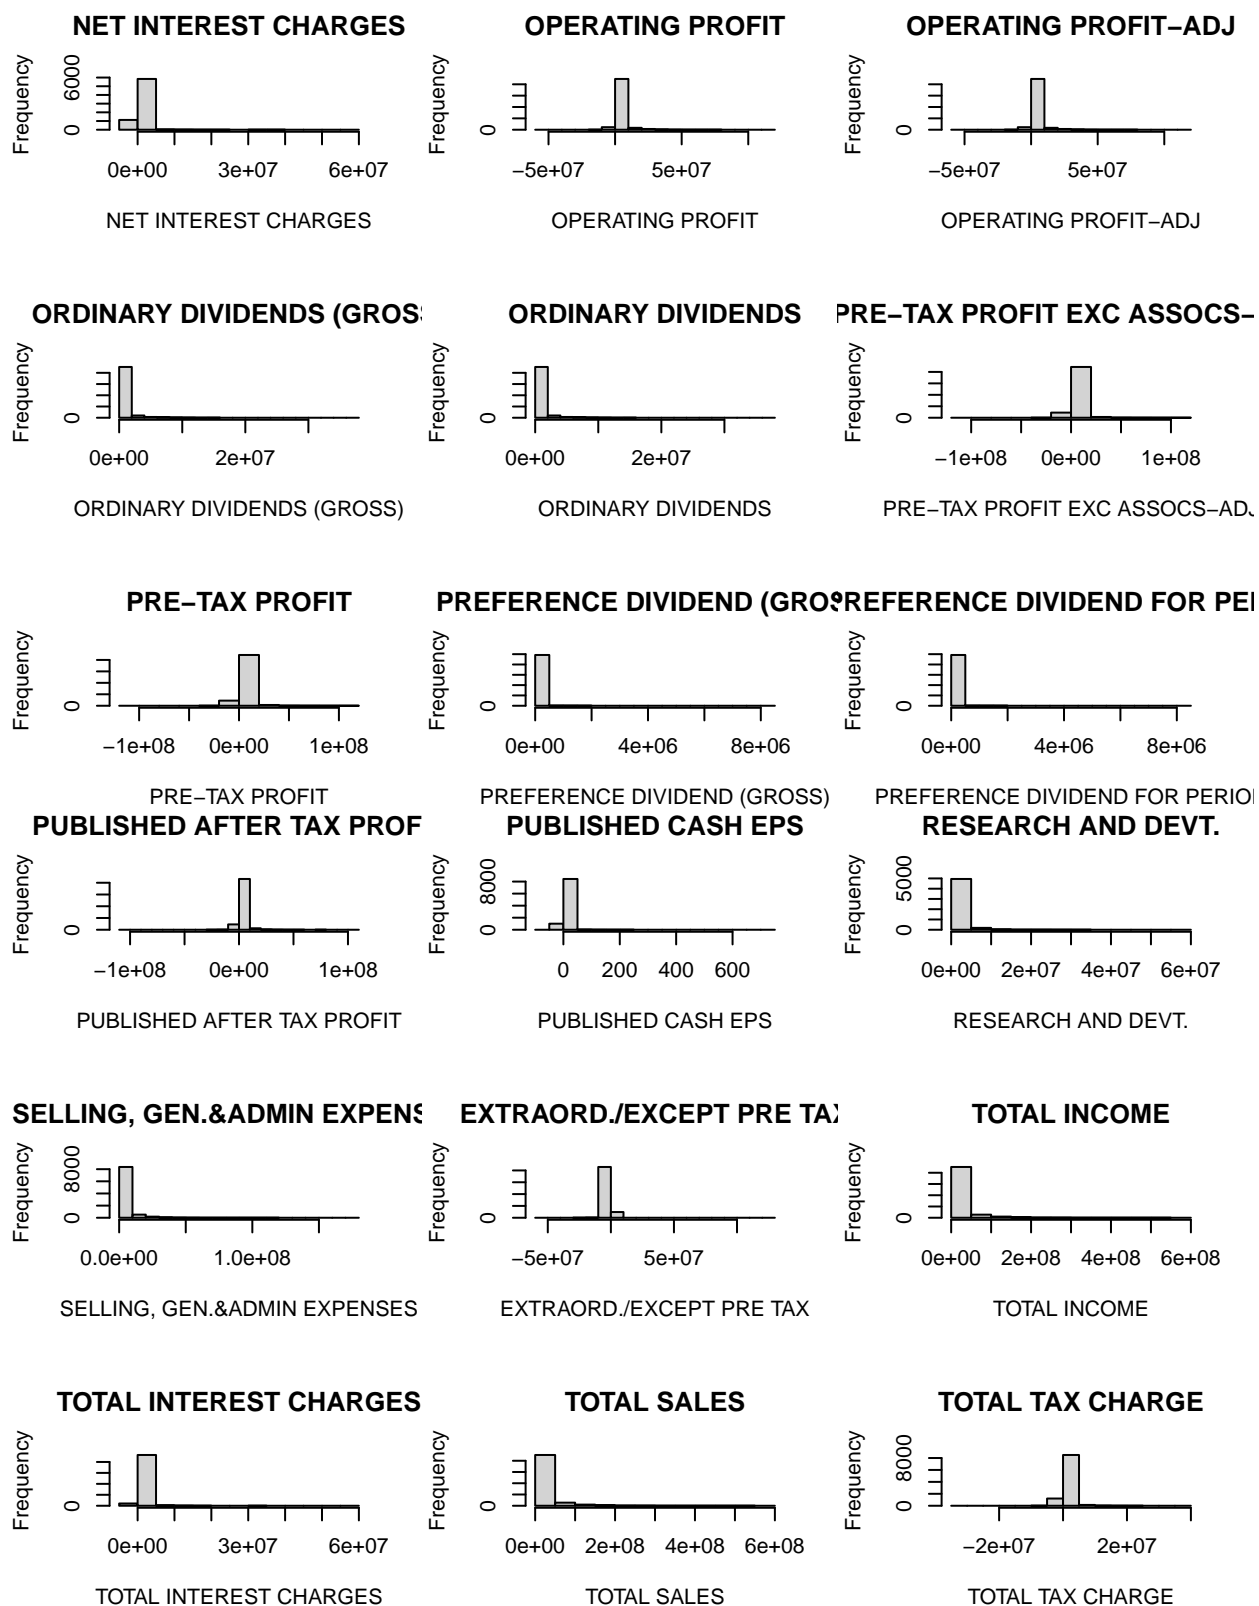 NET INTEREST CHARGES
Frequency
0 6000
0e+00 3e+07 6e+07
NET INTEREST CHARGES
OPERATING PROFIT
Frequency
0
−5e+07 5e+07
OPERATING PROFIT
OPERATING PROFIT−ADJ
Frequency
0
−5e+07 5e+07
OPERATING PROFIT−ADJ
ORDINARY DIVIDENDS (GROS
Frequency
0
0e+00 2e+07
ORDINARY DIVIDENDS (GROSS)
ORDINARY DIVIDENDS
Frequency
0
0e+00 2e+07
ORDINARY DIVIDENDS
PRE−TAX PROFIT EXC ASSOCS−
Frequency
0
−1e+08 0e+00 1e+08
PRE−TAX PROFIT EXC ASSOCS−ADJ
PRE−TAX PROFIT
Frequency
0
−1e+08 0e+00 1e+08
PRE−TAX PROFIT
PREFERENCE DIVIDEND (GROS
Frequency
0
0e+00 4e+06 8e+06
PREFERENCE DIVIDEND (GROSS)
REFERENCE DIVIDEND FOR PE
Frequency
0
0e+00 4e+06 8e+06
PREFERENCE DIVIDEND FOR PERIO
PUBLISHED AFTER TAX PROF
Frequency
0
−1e+08 0e+00 1e+08
PUBLISHED AFTER TAX PROFIT
PUBLISHED CASH EPS
Frequency
0 8000
0 200 400 600
PUBLISHED CASH EPS
RESEARCH AND DEVT.
Frequency
0 5000
0e+00 2e+07 4e+07 6e+07
RESEARCH AND DEVT.
SELLING, GEN.&ADMIN EXPENS
Frequency
0 8000
0.0e+00 1.0e+08
SELLING, GEN.&ADMIN EXPENSES
EXTRAORD./EXCEPT PRE TAX
Frequency
0
−5e+07 5e+07
EXTRAORD./EXCEPT PRE TAX
TOTAL INCOME
Frequency
0
0e+00 2e+08 4e+08 6e+08
TOTAL INCOME
TOTAL INTEREST CHARGES
Frequency
0
0e+00 3e+07 6e+07
TOTAL INTEREST CHARGES
TOTAL SALES
Frequency
0
0e+00 2e+08 4e+08 6e+08
TOTAL SALES
TOTAL TAX CHARGE
Frequency
0 8000
−2e+07 2e+07
TOTAL TAX CHARGE